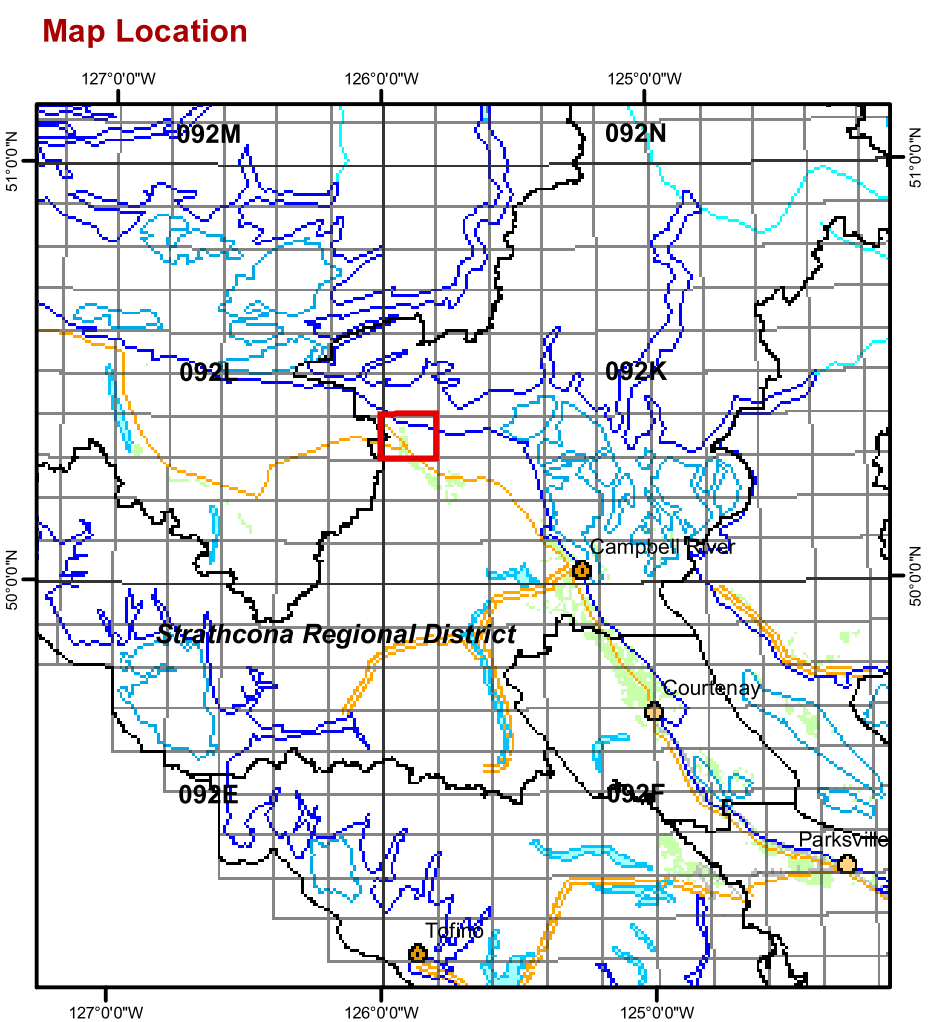 Map Location
127°0'0"W 126°0'0"W 125°0'0"W
51°0'0"N 51°0'0"N
092M 092N
092L 092K
Campbell River
50°0'0"N 50°0'0"N
Strathcona Regional District
Courtenay
092E 092F
Parksville
Tofino
127°0'0"W 126°0'0"W 125°0'0"W